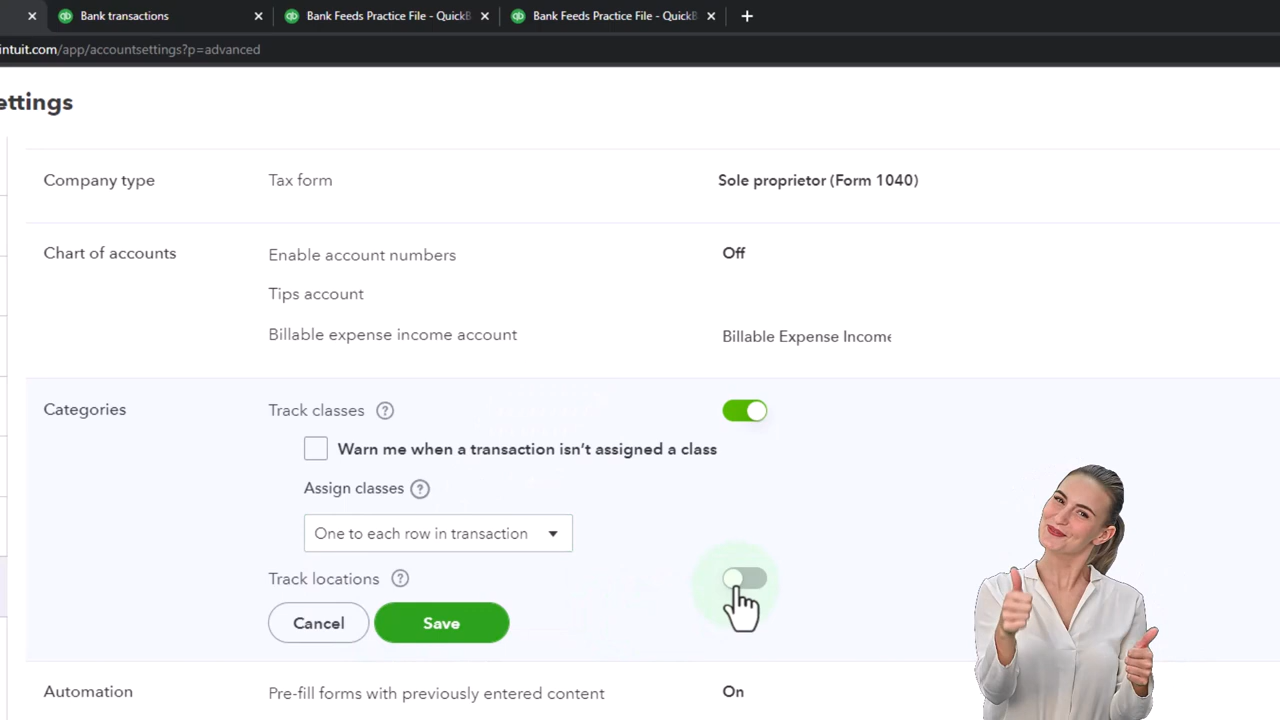 Bank transactions
Bank Feeds Practice File - QuickB
Bank Feeds Practice File - QuickB
intuit.com/app/accountsettings?p=advanced
ettings
Company type
Tax form
Sole proprietor (Form 1040)
Chart of accounts
Enable account numbers
Off
Tips account
Billable expense income account
Billable Expense Income
Categories
Track classes
Warn me when a transaction isn't assigned a class
Assign classes
One to each row in transaction
Track locations
Cancel
Save
Automation
Pre-fill forms with previously entered content
On